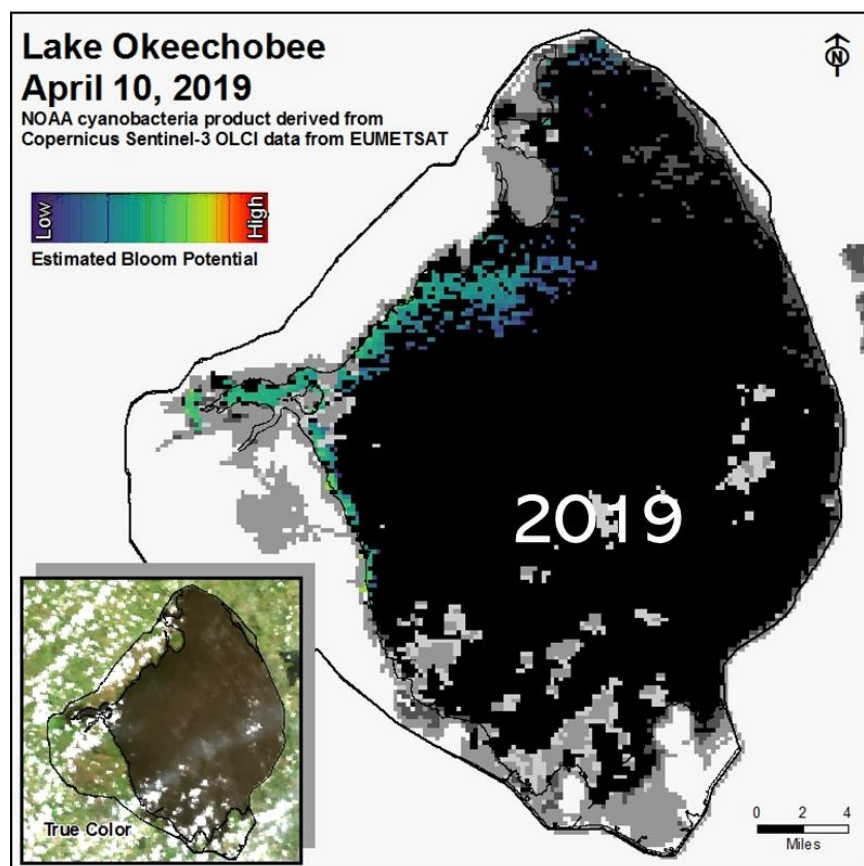 Lake Okeechobee
April 10, 2019
NOAA cyanobacteria product derived from
Copernicus Sentinel-3 OLCI data from EUMETSAT
N
Low
High
Estimated Bloom Potential
2019
True Color
0 2 4
Miles